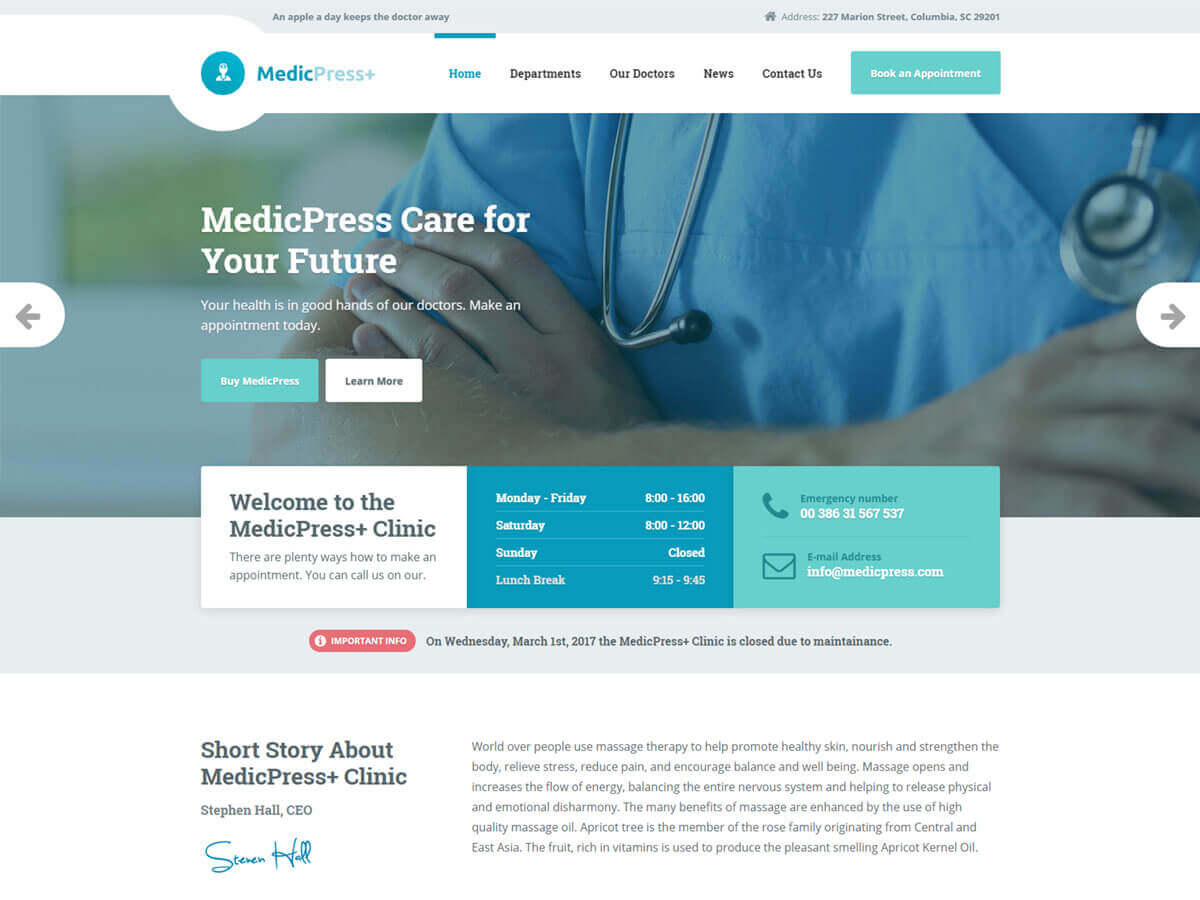 An apple a day keeps the doctor away
Address: 227 Marion Street, Columbia, SC 29201
MedicPress+
Home
Departments
Our Doctors
News
Contact Us
Book an Appointment
MedicPress Care for
Your Future
Your health is in good hands of our doctors. Make an
appointment today.
Buy MedicPress
Learn More
Welcome to the
MedicPress+ Clinic
There are plenty ways how to make an
appointment. You can call us on our.
Monday - Friday 8:00 - 16:00
Saturday 8:00 - 12:00
Sunday Closed
Lunch Break 9:15 - 9:45
Emergency number
00 386 31 567 537
E-mail Address
info@medicpress.com
IMPORTANT INFO
On Wednesday, March 1st, 2017 the MedicPress+ Clinic is closed due to maintainance.
Short Story About
MedicPress+ Clinic
Stephen Hall, CEO
Steven Hall
World over people use massage therapy to help promote healthy skin, nourish and strengthen the
body, relieve stress, reduce pain, and encourage balance and well being. Massage opens and
increases the flow of energy, balancing the entire nervous system and helping to release physical
and emotional disharmony. The many benefits of massage are enhanced by the use of high
quality massage oil. Apricot tree is the member of the rose family originating from Central and
East Asia. The fruit, rich in vitamins is used to produce the pleasant smelling Apricot Kernel Oil.